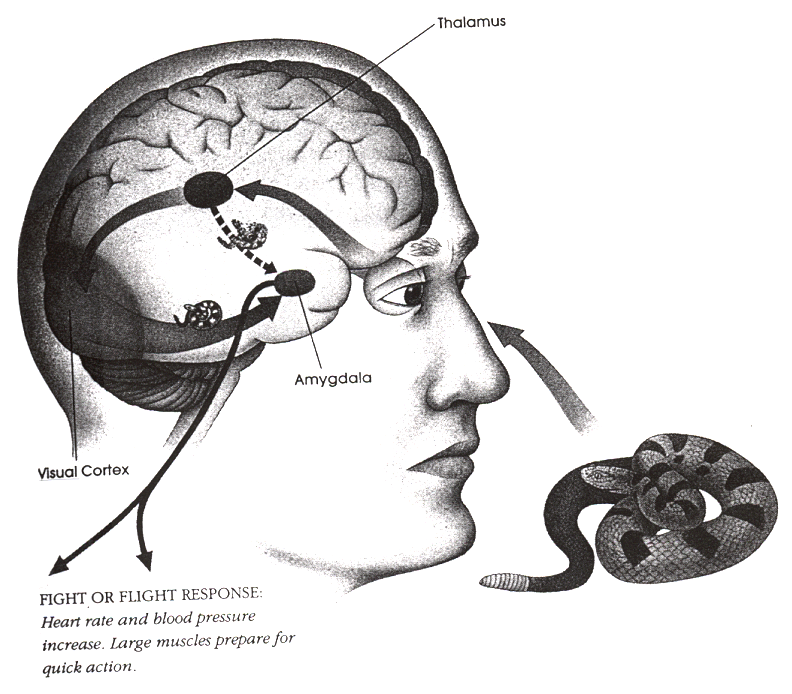 Thalamus
Amygdala
Visual Cortex
FIGHT OR FLIGHT RESPONSE:
Heart rate and blood pressure
increase. Large muscles prepare for
quick action.